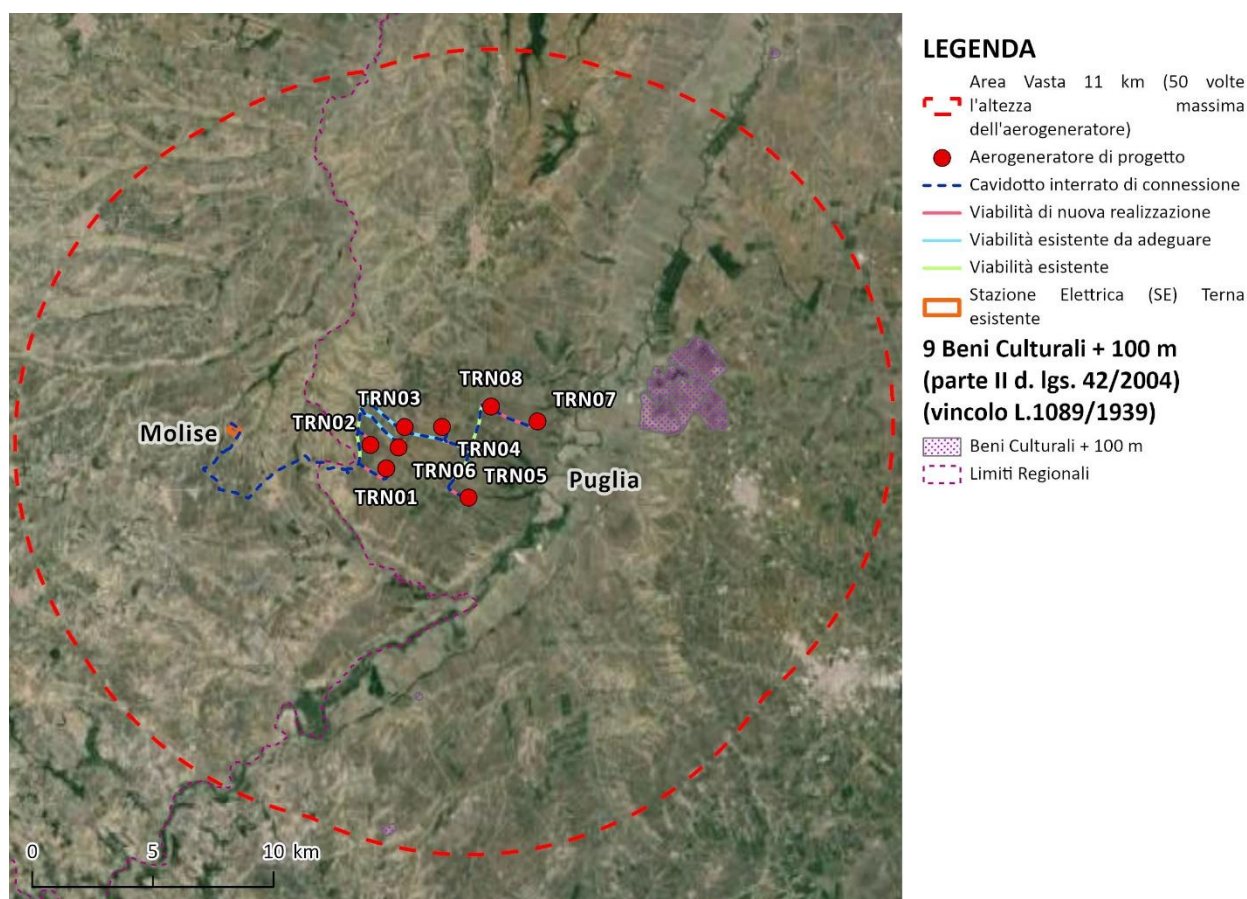 LEGENDA
Area Vasta 11 km (50 volte
l'altezza massima
dell'aerogeneratore)
Aerogeneratore di progetto
Cavidotto interrato di connessione
Viabilità di nuova realizzazione
Viabilità esistente da adeguare
Viabilità esistente
Stazione Elettrica (SE) Terna
esistente
9 Beni Culturali + 100 m
(parte II d. lgs. 42/2004)
(vincolo L.1089/1939)
Beni Culturali + 100 m
Limiti Regionali
TRN08
TRN03
TRN07
TRN02
Molise
TRN04
TRN06
TRN05
Puglia
TRN01
0 5 10 km